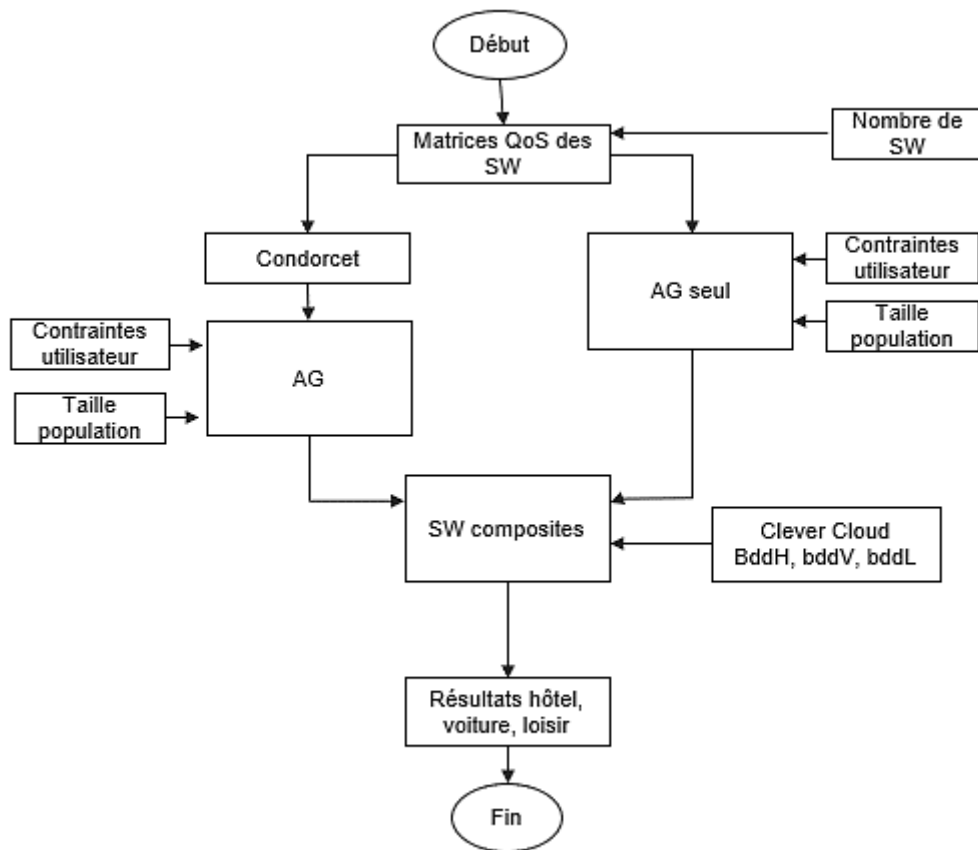 Début
Matrices QoS des
SW
Nombre de
SW
Condorcet
AG seul
Contraintes
utilisateur
Taille
population
Contraintes
utilisateur
Taille
population
AG
SW composites
Clever Cloud
BddH, bddV, bddL
Résultats hôtel,
voiture, loisir
Fin